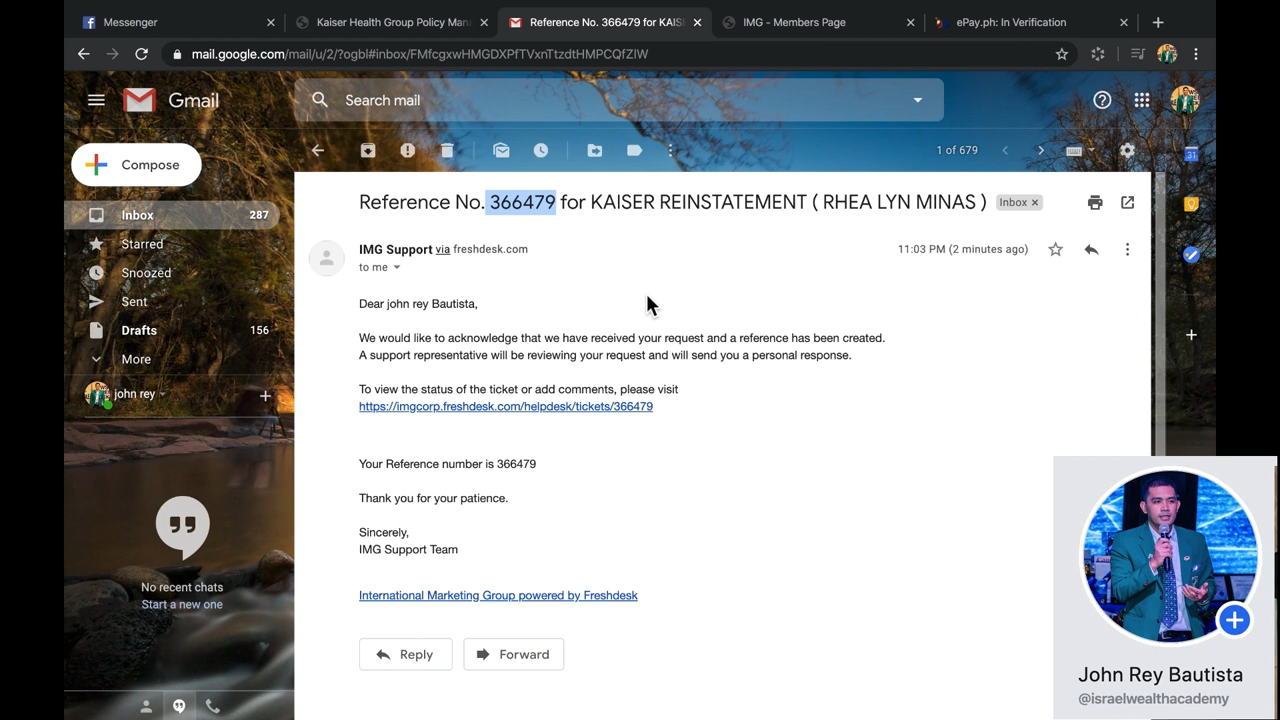 Messenger
Kaiser Health Group Policy Man
Reference No. 366479 for KAIS
IMG - Members Page
ePay.ph: In Verification
mail.google.com/mail/u/2/?ogbl#inbox/FMfcgxwHMGDXPfTVxnTtzdtHMPCQfZlW
Gmail
Search mail
Compose
1 of 679
31
Inbox 287
Starred
Snoozed
Sent
Drafts 156
More
john rey
No recent chats
Start a new one
Reference No. 366479 for KAISER REINSTATEMENT ( RHEA LYN MINAS ) Inbox ×
IMG Support via freshdesk.com 11:03 PM (2 minutes ago)
to me
Dear john rey Bautista,
We would like to acknowledge that we have received your request and a reference has been created.
A support representative will be reviewing your request and will send you a personal response.
To view the status of the ticket or add comments, please visit
https://imgcorp.freshdesk.com/helpdesk/tickets/366479
Your Reference number is 366479
Thank you for your patience.
Sincerely,
IMG Support Team
International Marketing Group powered by Freshdesk
Reply
Forward
John Rey Bautista
@israelwealthacademy